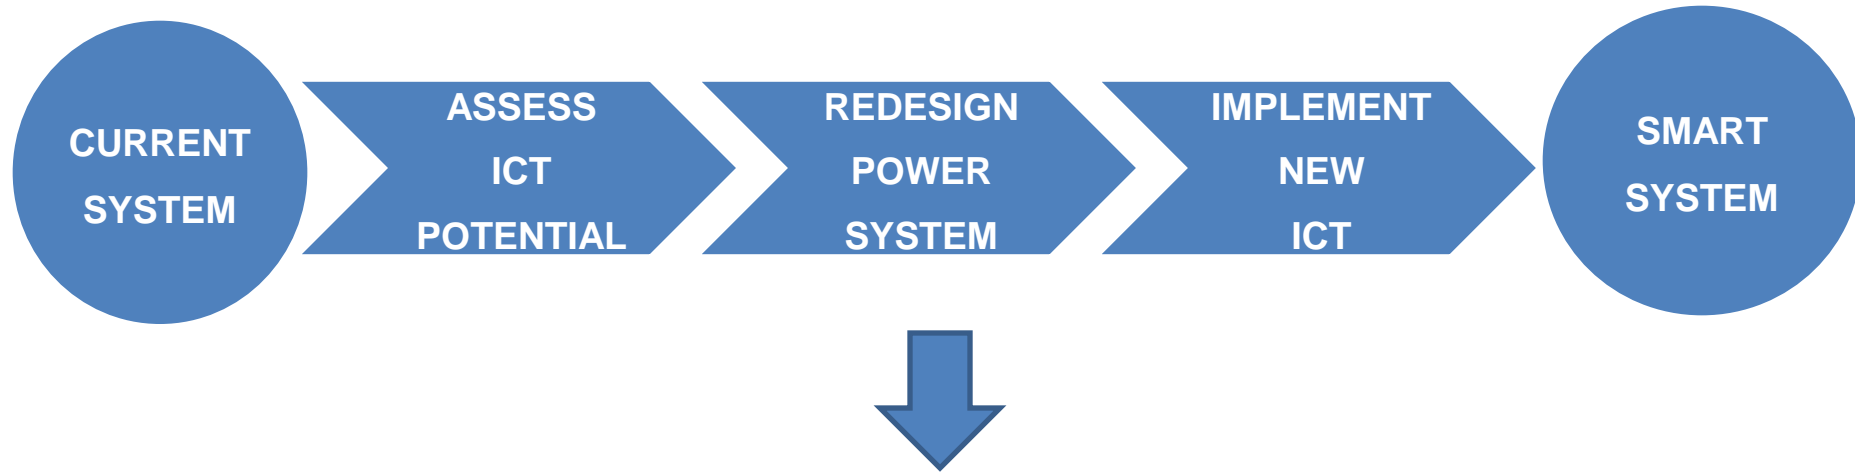 CURRENT
SYSTEM
ASSESS
ICT
POTENTIAL
REDESIGN
POWER
SYSTEM
IMPLEMENT
NEW
ICT
SMART
SYSTEM